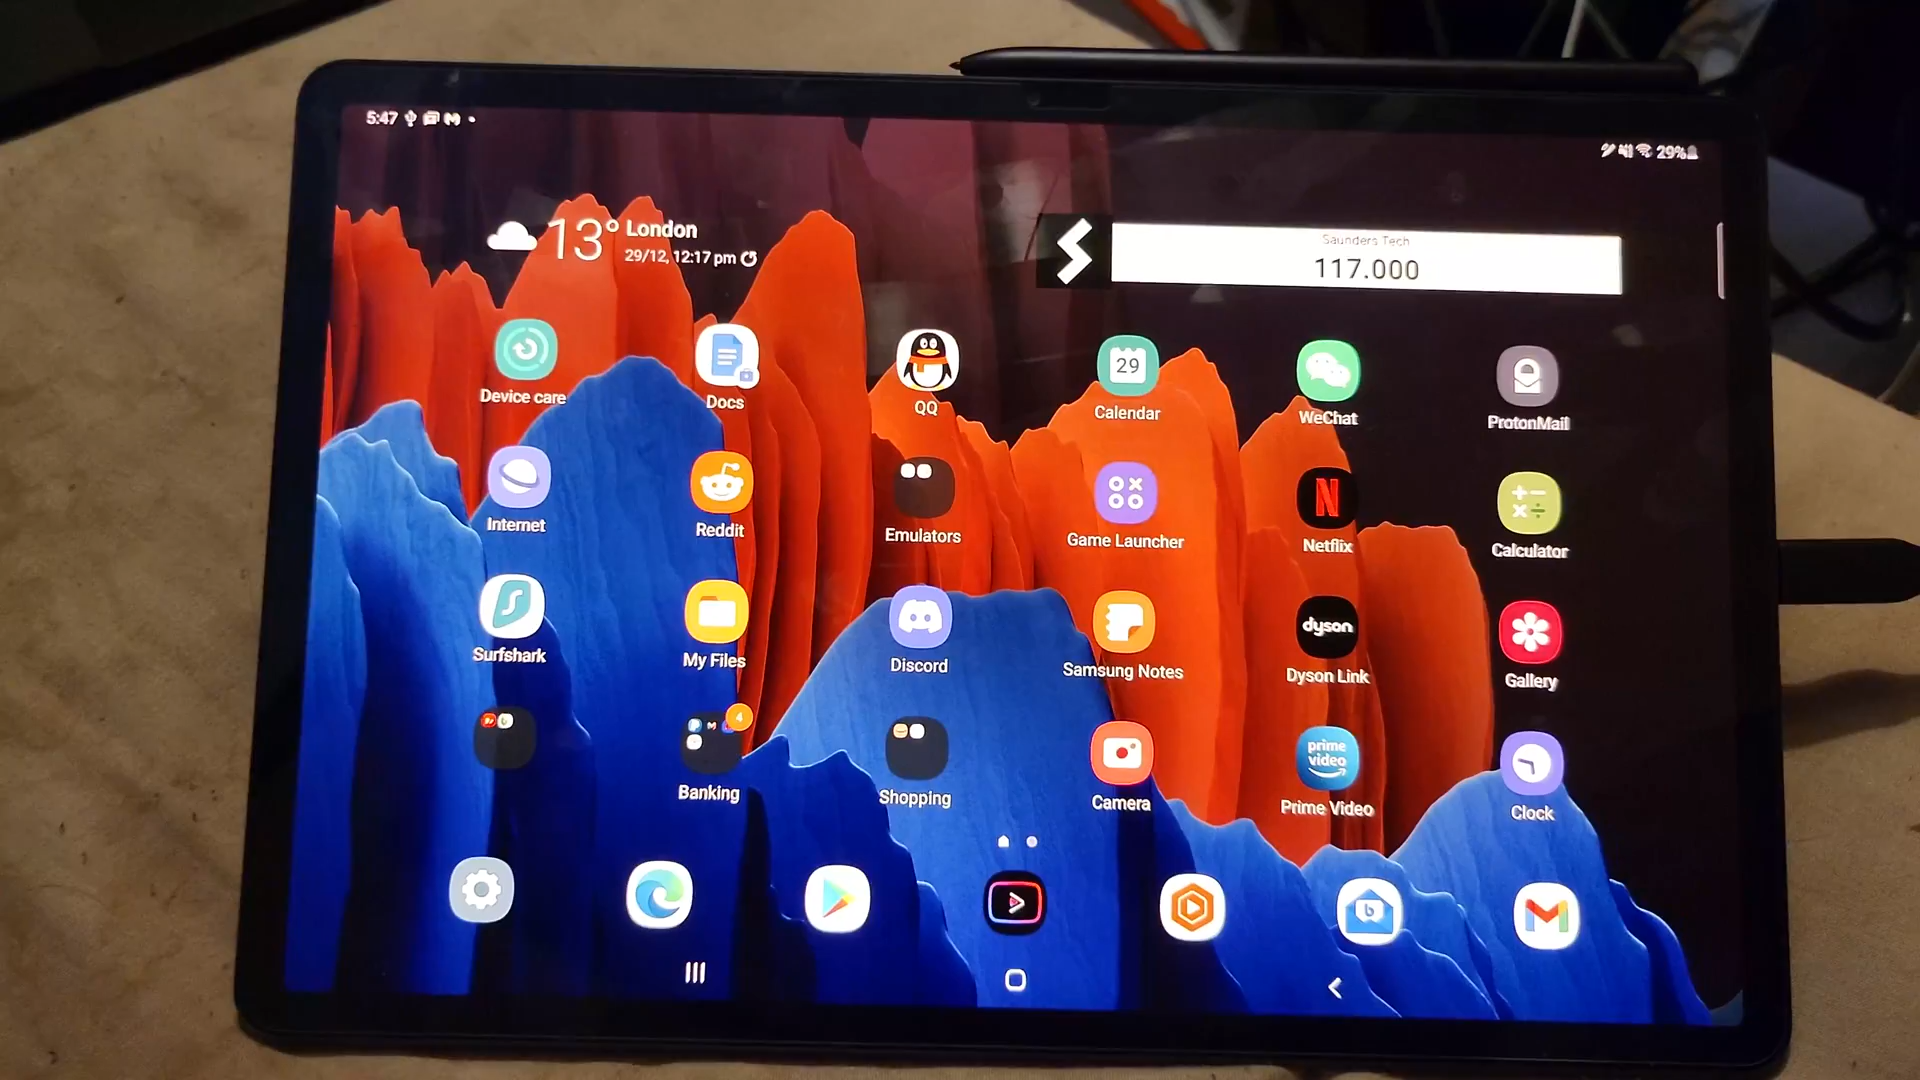 5:47
29%
13° London
29/12, 12:17 pm
Saunders Tech
117.000
Device care
Docs
QQ
29
Calendar
WeChat
ProtonMail
Internet
Reddit
Emulators
Game Launcher
N
Netflix
Calculator
Surfshark
My Files
Discord
Samsung Notes
dyson
Dyson Link
Gallery
4
Banking
Shopping
Camera
prime
video
Prime Video
Clock